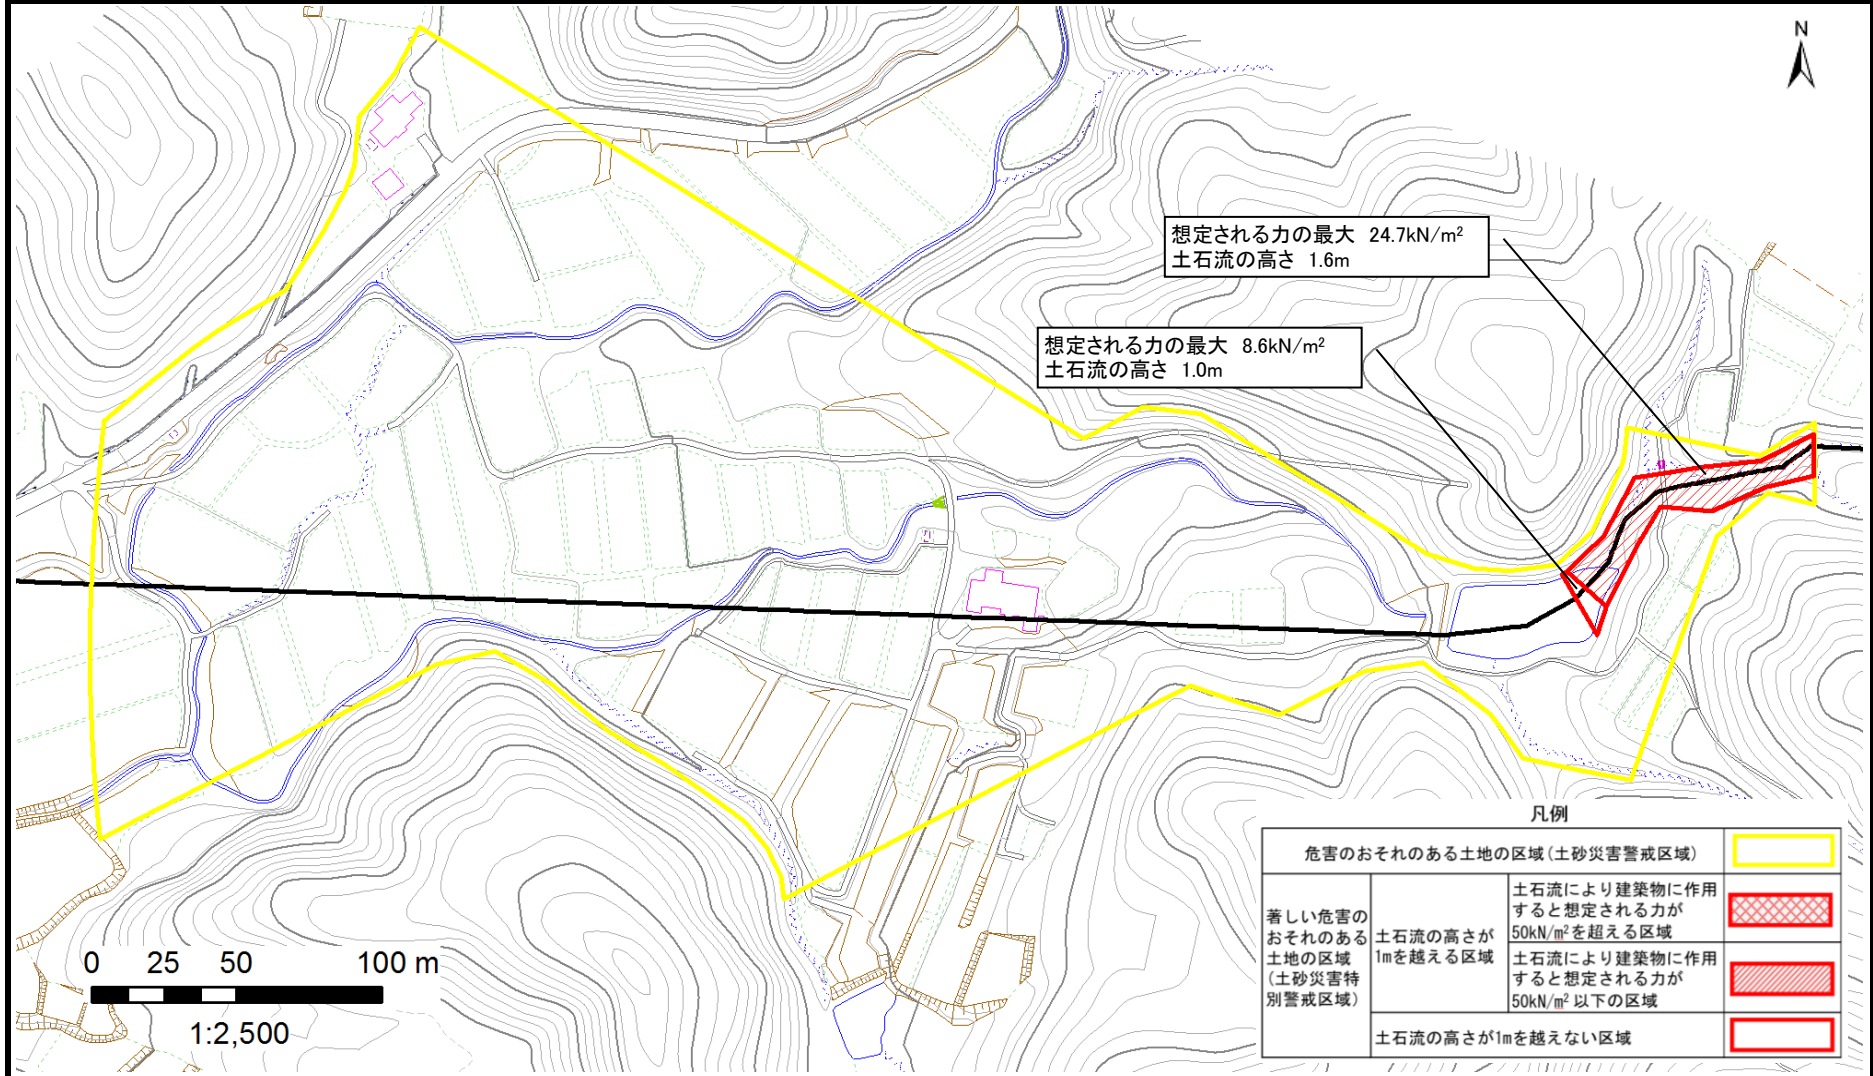 N
想定される力の最大 24.7kN/m²
土石流の高さ 1.6m
想定される力の最大 8.6kN/m²
土石流の高さ 1.0m
凡例
危害のおそれのある土地の区域(土砂災害警戒区域)
著しい危害の
おそれのある
土地の区域
(土砂災害特
別警戒区域)
土石流の高さが
1mを越える区域
土石流により建築物に作用
すると想定される力が
50kN/m²を超える区域
土石流により建築物に作用
すると想定される力が
50kN/m²以下の区域
土石流の高さが1mを越えない区域
0 25 50 100 m
1:2,500